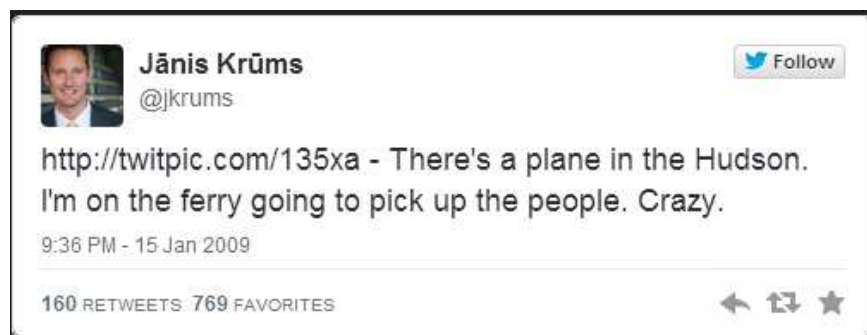 Jānis Krūms
Follow
@jkrums
http://twitpic.com/135xa - There's a plane in the Hudson.
I'm on the ferry going to pick up the people. Crazy.
9:36 PM - 15 Jan 2009
160 RETWEETS 769 FAVORITES